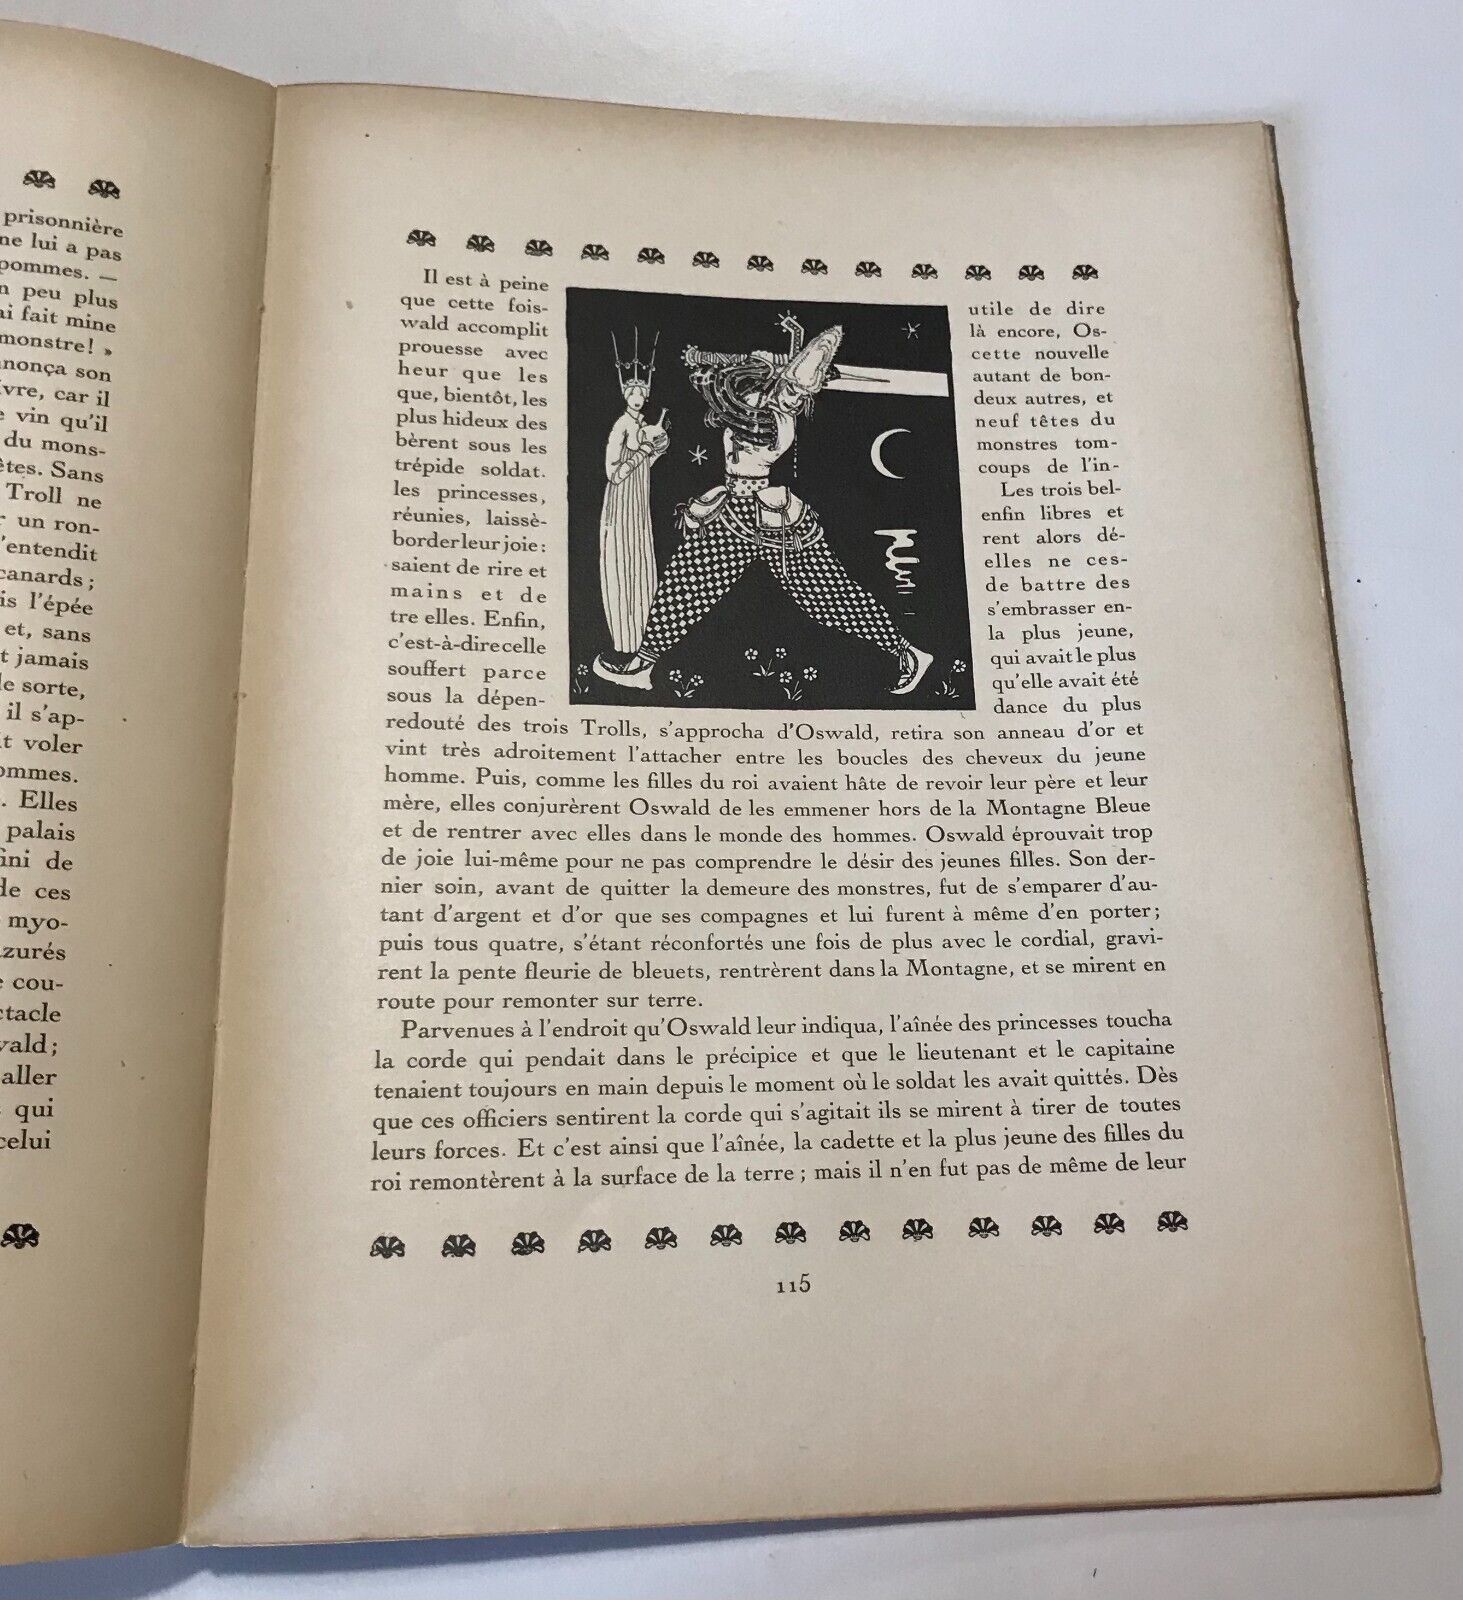 prisonnière
ne lui a pas
pommes. —
n peu plus
ai fait mine
monstre! »
nnonça son
ivre, car il
e vin qu'il
du mons-
êtes. Sans
Troll ne
r un ron-
'entendit
canards;
is l'épée
et, sans
t jamais
le sorte,
il s'ap-
it voler
ommes.
. Elles
palais
ini de
de ces
myo-
zurés
e cou-
ctacle
vald;
aller
qui
celui
Il est à peine utile de dire
que cette fois- là encore, Os-
wald accomplit cette nouvelle
prouesse avec autant de bon-
heur que les deux autres, et
que, bientôt, les neuf têtes du
plus hideux des monstres tom-
bèrent sous les coups de l'in-
trépide soldat. Les trois bel-
les princesses, enfin libres et
réunies, laissè- rent alors dé-
border leur joie: elles ne ces-
saient de rire et de battre des
mains et de s'embrasser en-
tre elles. Enfin, la plus jeune,
c'est-à-dire celle qui avait le plus
souffert parce qu'elle avait été
sous la dépen- dance du plus
redouté des trois Trolls, s'approcha d'Oswald, retira son anneau d'or et
vint très adroitement l'attacher entre les boucles des cheveux du jeune
homme. Puis, comme les filles du roi avaient hâte de revoir leur père et leur
mère, elles conjurèrent Oswald de les emmener hors de la Montagne Bleue
et de rentrer avec elles dans le monde des hommes. Oswald éprouvait trop
de joie lui-même pour ne pas comprendre le désir des jeunes filles. Son der-
nier soin, avant de quitter la demeure des monstres, fut de s'emparer d'au-
tant d'argent et d'or que ses compagnes et lui furent à même d'en porter;
puis tous quatre, s'étant réconfortés une fois de plus avec le cordial, gravi-
rent la pente fleurie de bleuets, rentrèrent dans la Montagne, et se mirent en
route pour remonter sur terre.
Parvenues à l'endroit qu'Oswald leur indiqua, l'aînée des princesses toucha
la corde qui pendait dans le précipice et que le lieutenant et le capitaine
tenaient toujours en main depuis le moment où le soldat les avait quittés. Dès
que ces officiers sentirent la corde qui s'agitait ils se mirent à tirer de toutes
leurs forces. Et c'est ainsi que l'aînée, la cadette et la plus jeune des filles du
roi remontèrent à la surface de la terre; mais il n'en fut pas de même de leur
115